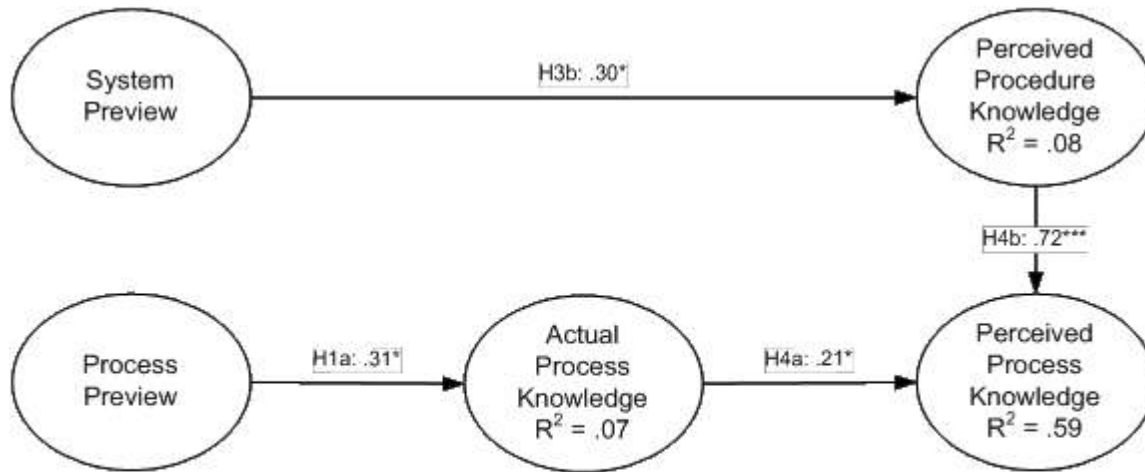 System
Preview
H3b: .30*
Perceived
Procedure
Knowledge
R² = .08
H4b: .72***
Process
Preview
H1a: .31*
Actual
Process
Knowledge
R² = .07
H4a: .21*
Perceived
Process
Knowledge
R² = .59